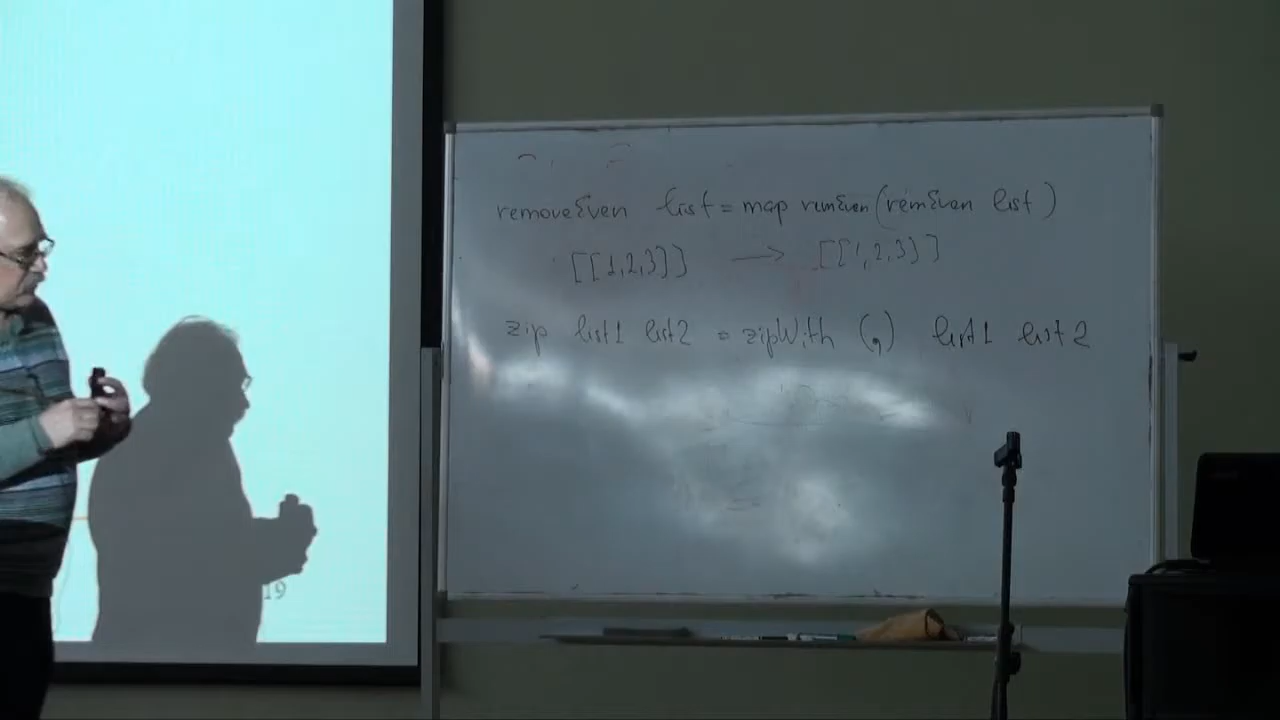 removeEven list = map remEven (remEven list)
[[1,2,3]] → [[1,2,3]]
zip list1 list2 = zipWith (,) list1 list2
19